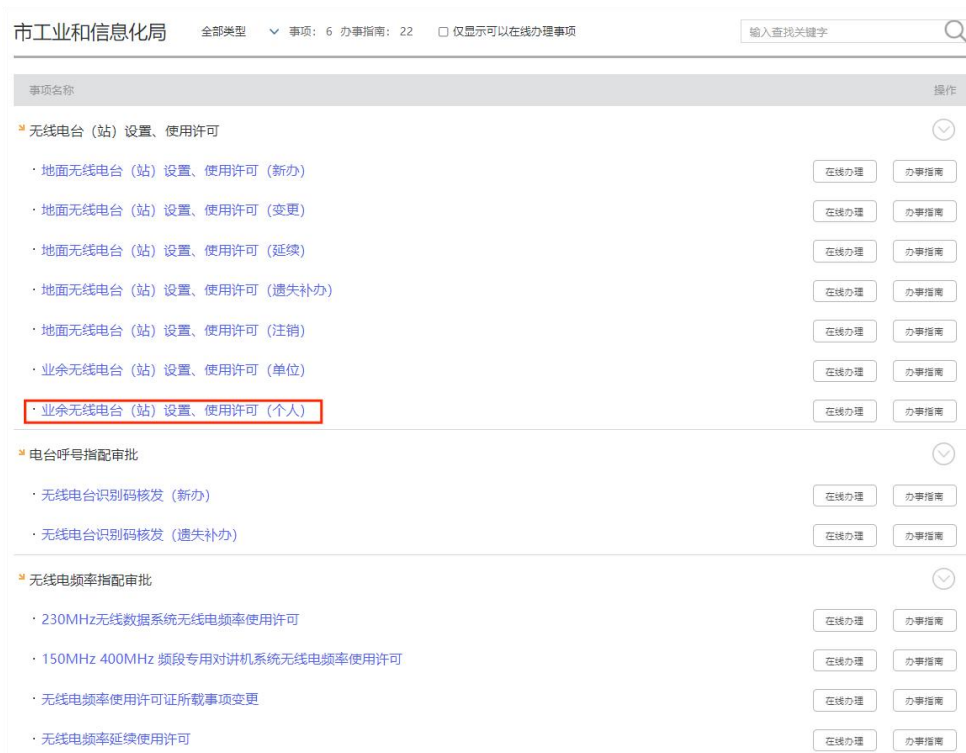 市工业和信息化局 全部类型 事项: 6 办事指南: 22 仅显示可以在线办理事项 输入查找关键字
事项名称 操作
无线电台（站）设置、使用许可
· 地面无线电台（站）设置、使用许可（新办） 在线办理 办事指南
· 地面无线电台（站）设置、使用许可（变更） 在线办理 办事指南
· 地面无线电台（站）设置、使用许可（延续） 在线办理 办事指南
· 地面无线电台（站）设置、使用许可（遗失补办） 在线办理 办事指南
· 地面无线电台（站）设置、使用许可（注销） 在线办理 办事指南
· 业余无线电台（站）设置、使用许可（单位） 在线办理 办事指南
· 业余无线电台（站）设置、使用许可（个人） 在线办理 办事指南
电台呼号指配审批
· 无线电台识别码核发（新办） 在线办理 办事指南
· 无线电台识别码核发（遗失补办） 在线办理 办事指南
无线电频率指配审批
· 230MHz无线数据系统无线电频率使用许可 在线办理 办事指南
· 150MHz 400MHz 频段专用对讲机系统无线电频率使用许可 在线办理 办事指南
· 无线电频率使用许可证所载事项变更 在线办理 办事指南
· 无线电频率延续使用许可 在线办理 办事指南